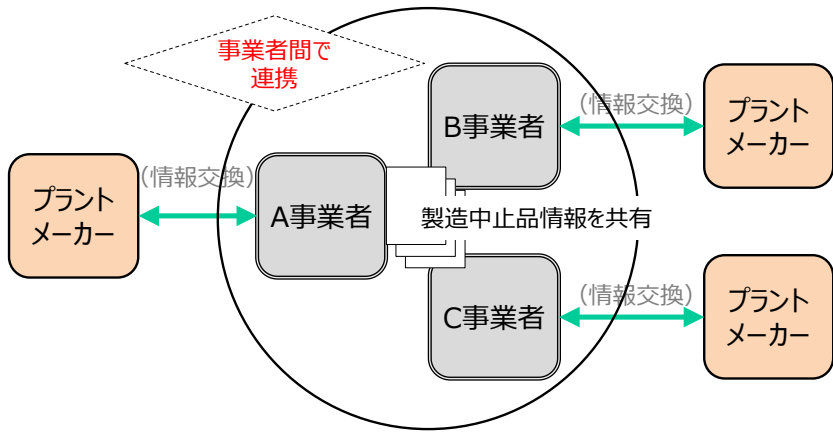 事業者間で
連携
B事業者
(情報交換)
プラント
メーカー
プラント
メーカー
(情報交換)
A事業者
製造中止品情報を共有
C事業者
(情報交換)
プラント
メーカー